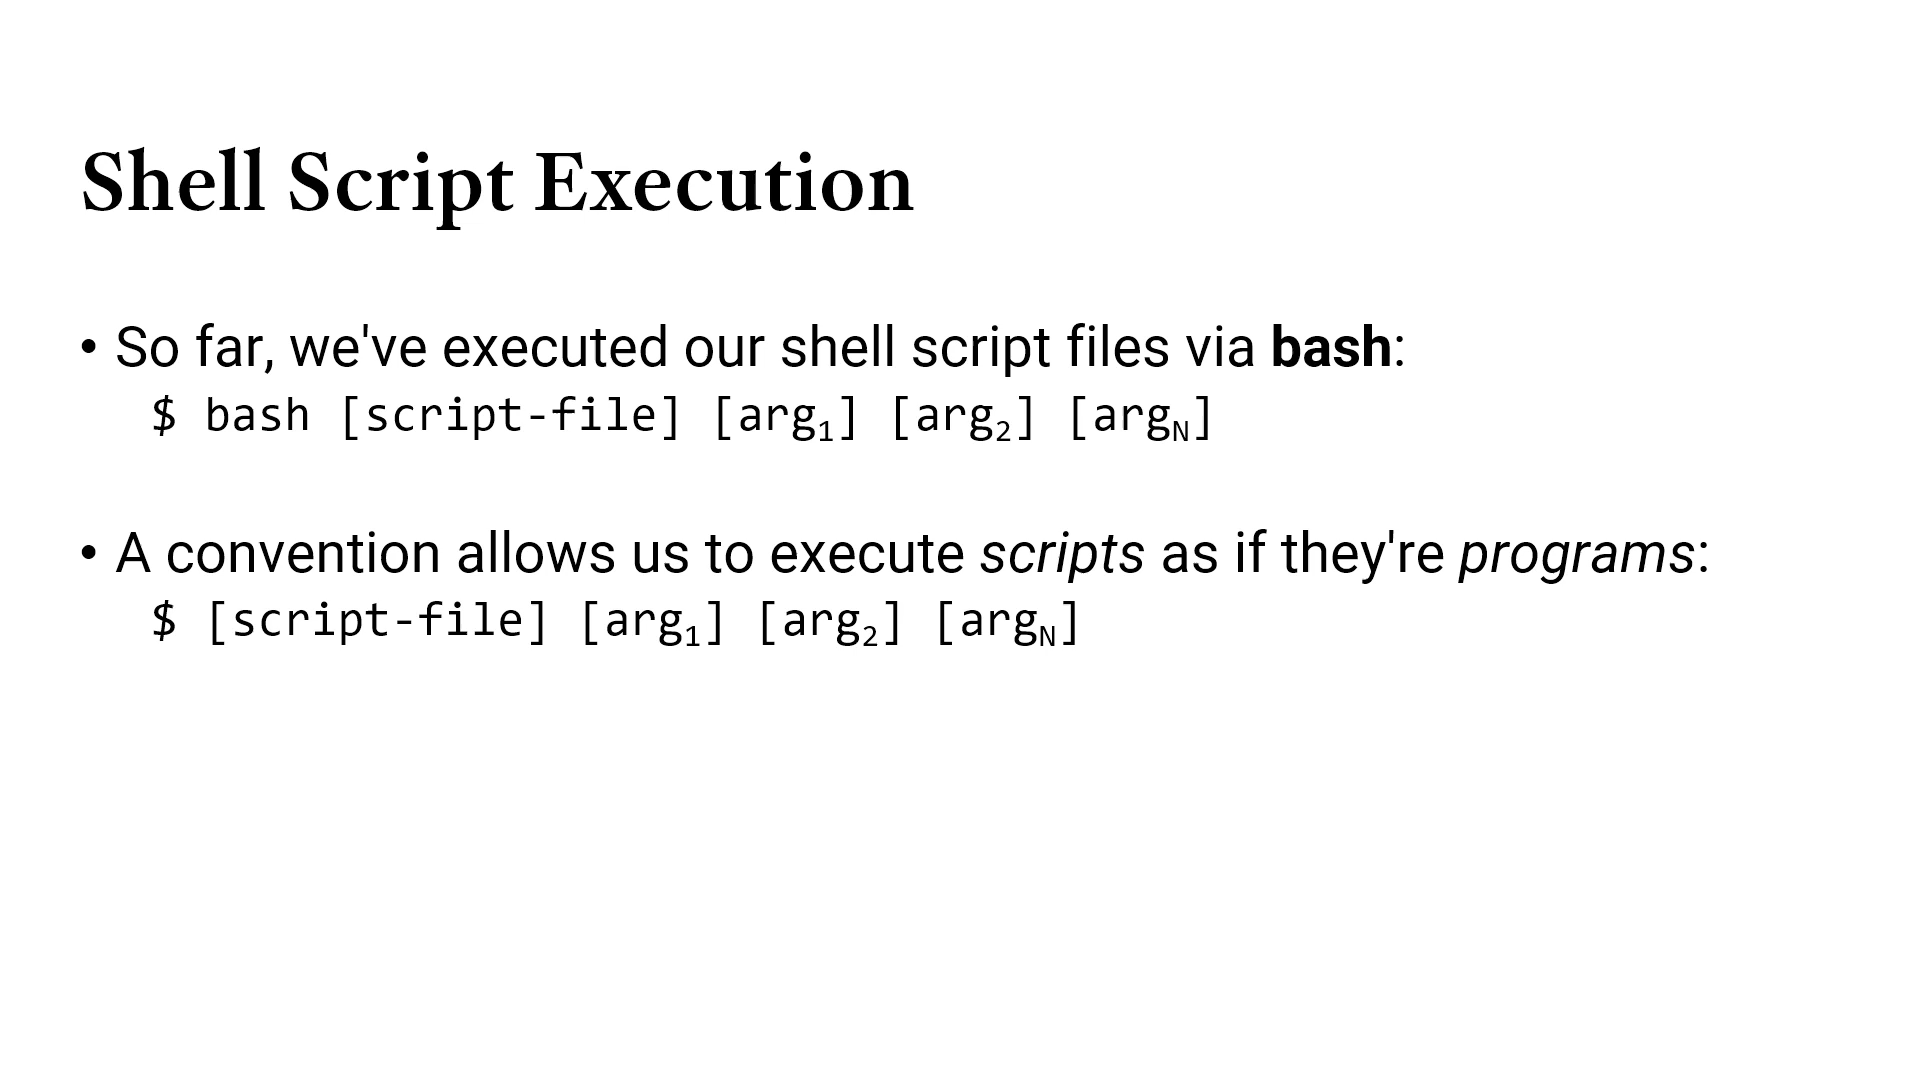 Shell Script Execution
• So far, we've executed our shell script files via bash:
$ bash [script-file] [arg₁] [arg₂] [argN]
• A convention allows us to execute scripts as if they're programs:
$ [script-file] [arg₁] [arg₂] [argN]